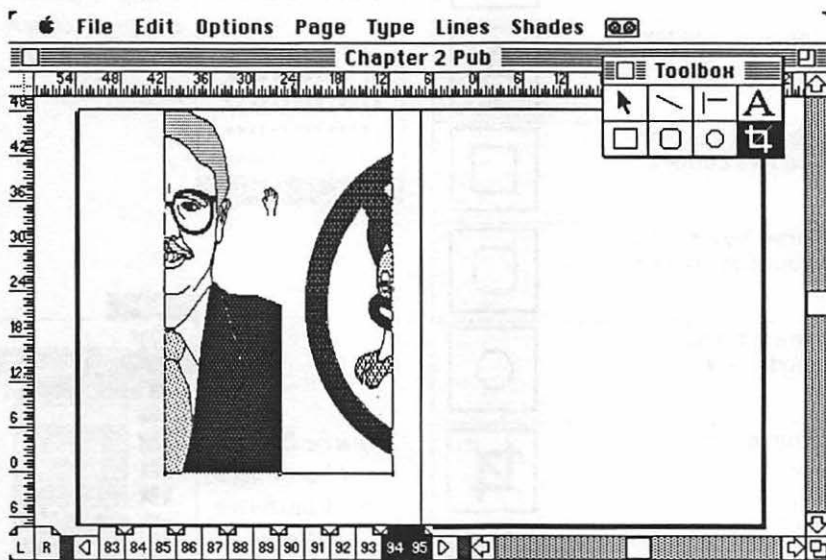 File Edit Options Page Type Lines Shades
Chapter 2 Pub
Toolbox
54 48 42 36 30 24 18 12 6 0 6 12
A
48
42
36
30
24
18
12
6
0
6
L R 83 84 85 86 87 88 89 90 91 92 93 94 95